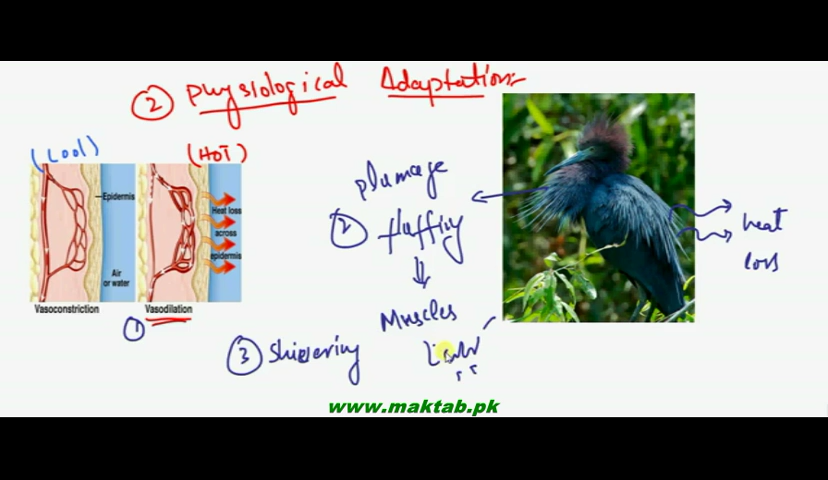 ② Physiological Adaptations
(Cool)
(HOT)
Epidermis
Heat loss
across
epidermis
Air
or water
Vasoconstriction
Vasodilation
①
plumage
② fluffing
Muscles
③ Shivering
heat
loss
www.maktab.pk